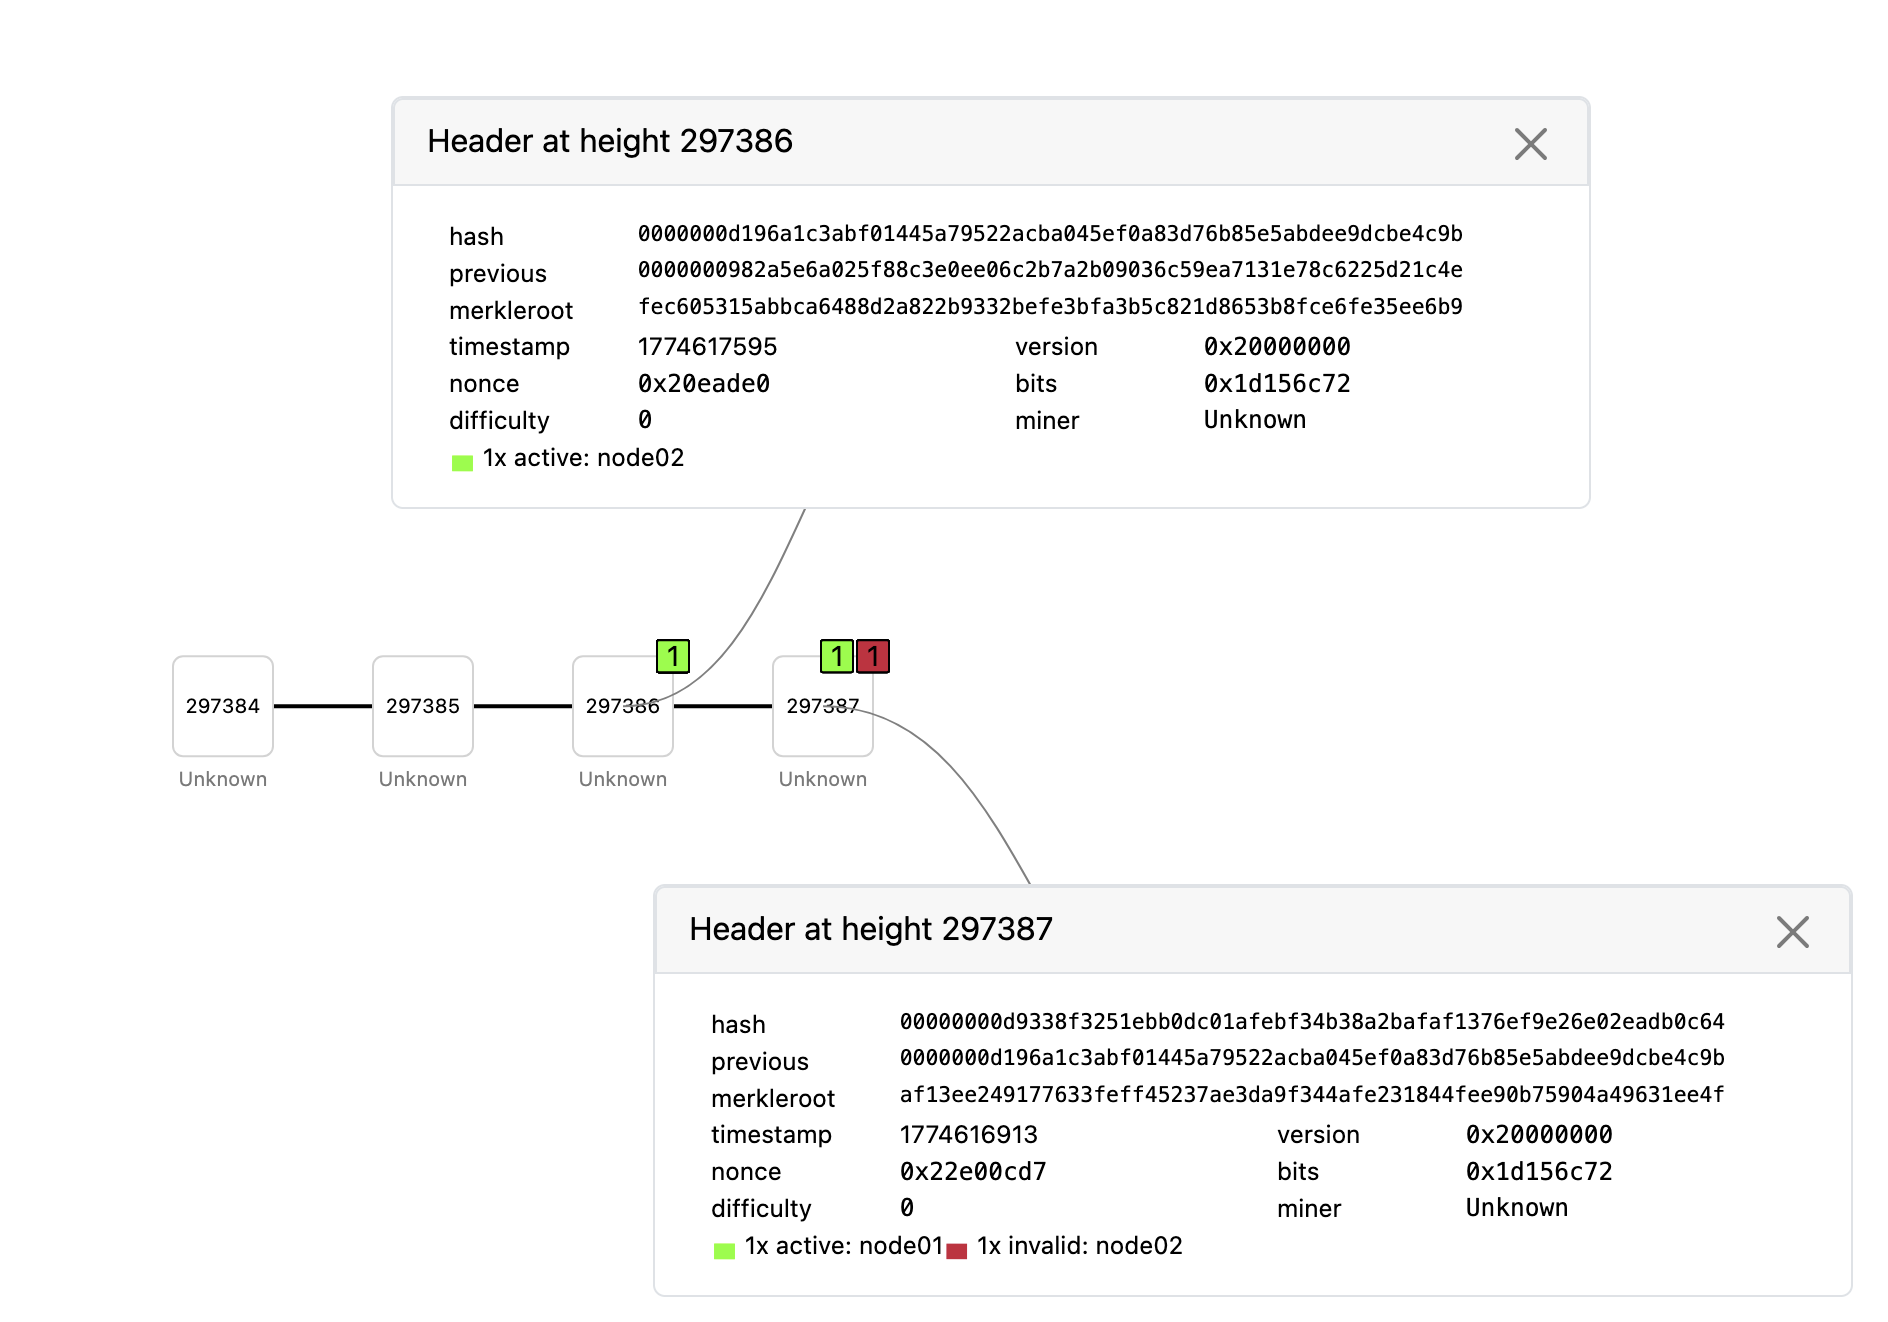 Header at height 297386
hash 0000000d196a1c3abf01445a79522acba045ef0a83d76b85e5abdee9dcbe4c9b
previous 0000000982a5e6a025f88c3e0ee06c2b7a2b09036c59ea7131e78c6225d21c4e
merkleroot fec605315abbca6488d2a822b9332befe3bfa3b5c821d8653b8fce6fe35ee6b9
timestamp 1774617595 version 0x20000000
nonce 0x20eade0 bits 0x1d156c72
difficulty 0 miner Unknown
1x active: node02
1 1 1
297384 297385 297386 297387
Unknown Unknown Unknown Unknown
Header at height 297387
hash 00000000d9338f3251ebb0dc01afebf34b38a2bafaf1376ef9e26e02eadb0c64
previous 0000000d196a1c3abf01445a79522acba045ef0a83d76b85e5abdee9dcbe4c9b
merkleroot af13ee249177633feff45237ae3da9f344afe231844fee90b75904a49631ee4f
timestamp 1774616913 version 0x20000000
nonce 0x22e00cd7 bits 0x1d156c72
difficulty 0 miner Unknown
1x active: node01 1x invalid: node02